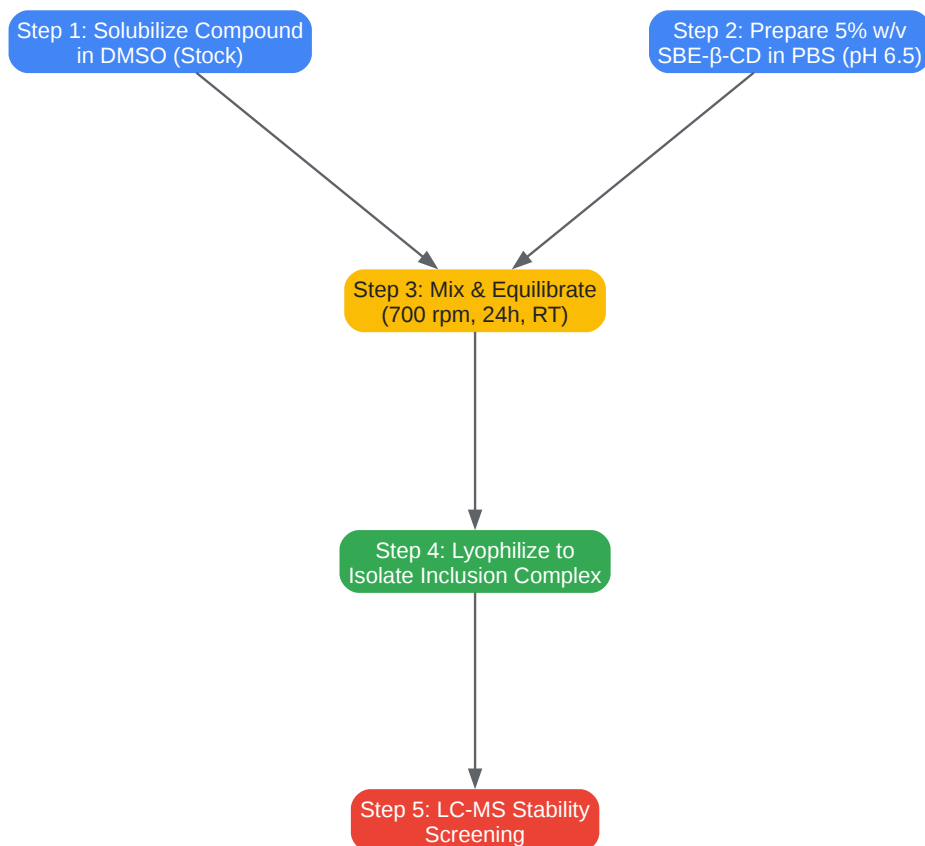 Step 1: Solubilize Compound
in DMSO (Stock)
Step 2: Prepare 5% w/v
SBE-β-CD in PBS (pH 6.5)
Step 3: Mix & Equilibrate
(700 rpm, 24h, RT)
Step 4: Lyophilize to
Isolate Inclusion Complex
Step 5: LC-MS Stability
Screening